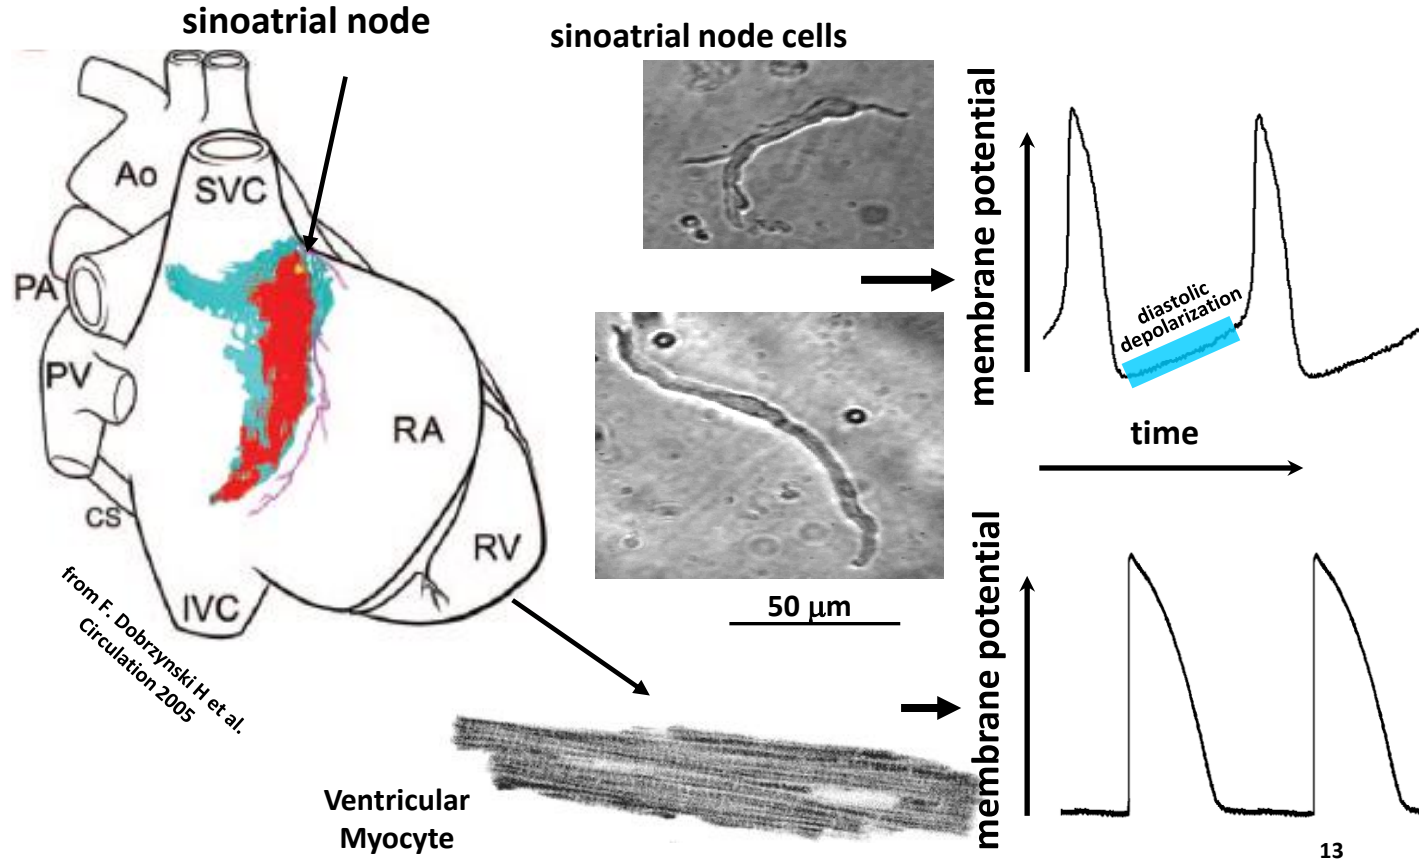 sinoatrial node
sinoatrial node cells
Ao
SVC
PA
PV
RA
CS
RV
IVC
from F. Dobrzynski H et al.
Circulation 2005
50 μm
Ventricular
Myocyte
membrane potential
diastolic
depolarization
time
membrane potential
13